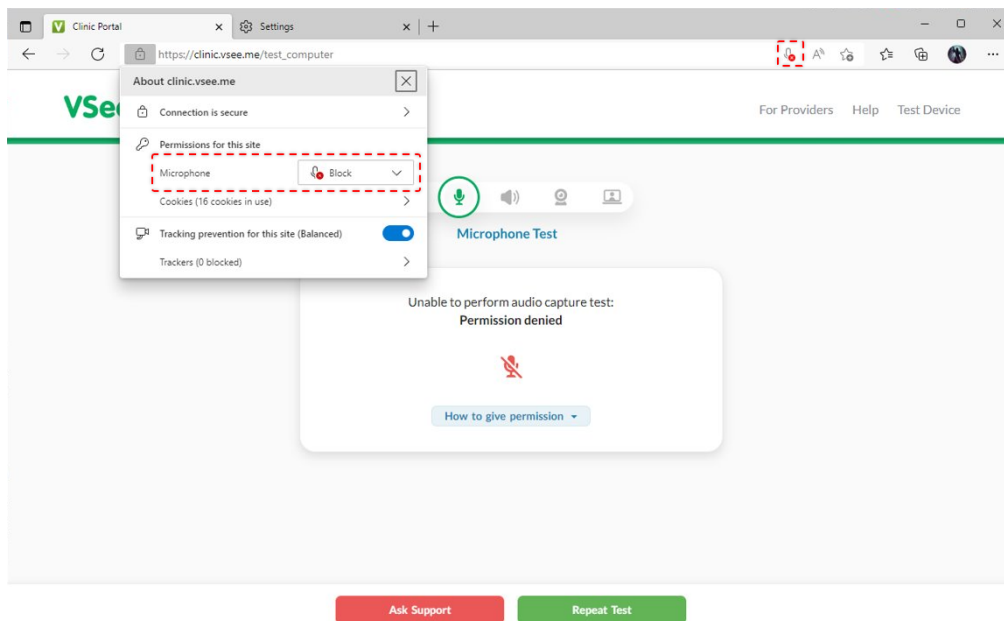 Clinic Portal
Settings
https://clinic.vsee.me/test_computer
About clinic.vsee.me
Connection is secure
Permissions for this site
Microphone
Block
Cookies (16 cookies in use)
Tracking prevention for this site (Balanced)
Trackers (0 blocked)
For Providers Help Test Device
Microphone Test
Unable to perform audio capture test:
Permission denied
How to give permission
Ask Support
Repeat Test